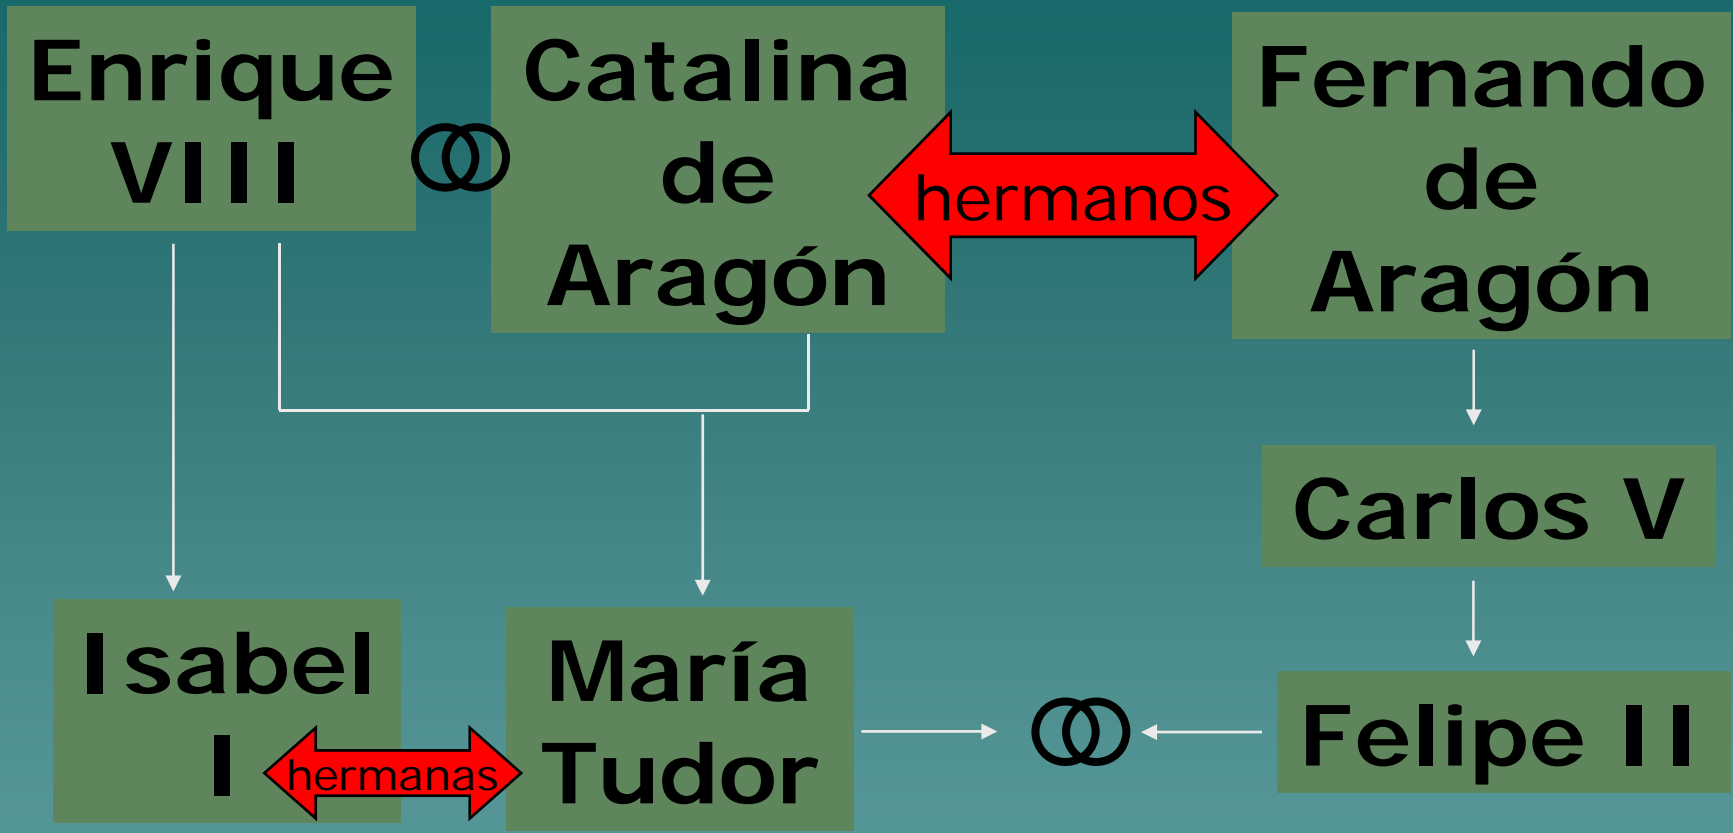 Enrique
VIII
Catalina
de
Aragón
hermanos
Fernando
de
Aragón
Carlos V
Isabel
I
hermanas
María
Tudor
Felipe II